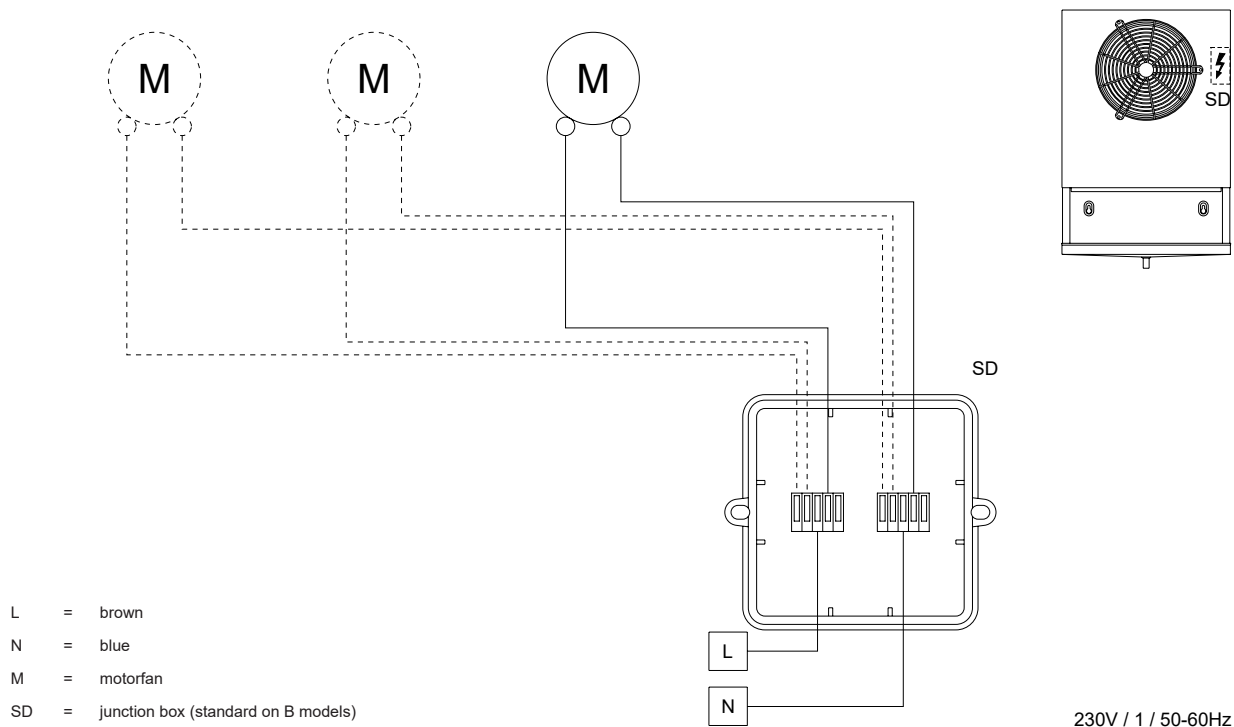 M M M
SD
SD
L = brown
N = blue
M = motorfan
SD = junction box (standard on B models)
L
N
230V / 1 / 50-60Hz